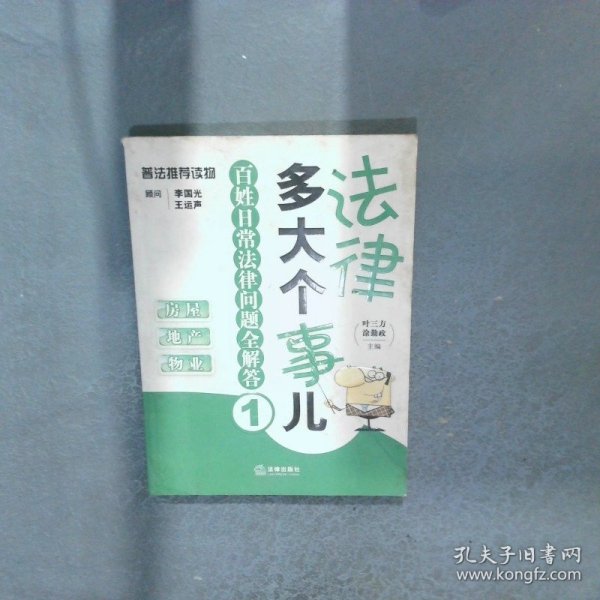 普法推荐读物
顾问
李国光
王运声
法律
多大个事儿
百姓日常法律问题全解答
1
房屋
地产
物业
叶三方
涂勤政
主编
法律出版社
孔夫子旧书网
www.kongfz.com